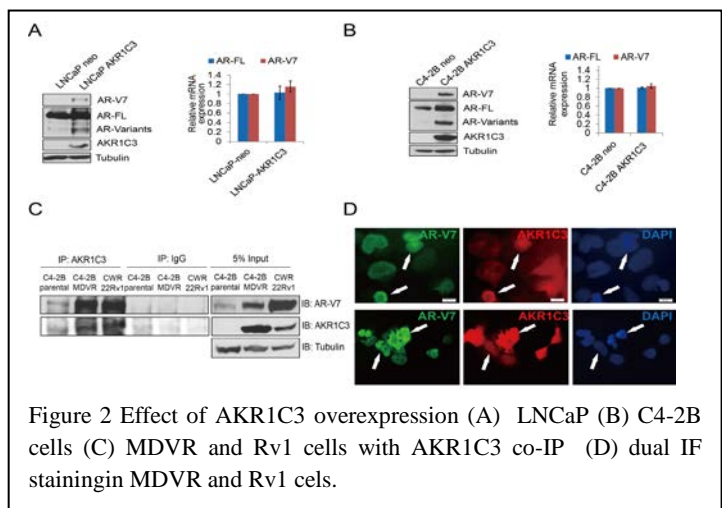 A
B
LNCaP neo
LNCaP AKR1C3
AR-V7
AR-FL
AR-Variants
AKR1C3
Tubulin
AR-FL AR-V7
Relative mRNA
expression
1.4
1.2
1
0.8
0.6
0.4
0.2
0
LNCaP-neo
LNCaP-AKR1C3
C4-2B neo
C4-2B AKR1C3
AR-V7
AR-FL
AR-Variants
AKR1C3
Tubulin
AR-FL AR-V7
Relative mRNA
expression
1.4
1.2
1
0.8
0.6
0.4
0.2
0
C4-2B neo
C4-2B AKR1C3
C
D
IP: AKR1C3 IP: IgG 5% Input
C4-2B C4-2B CWR C4-2B C4-2B CWR C4-2B C4-2B CWR
parental MDVR 22Rv1 parental MDVR 22Rv1 parental MDVR 22Rv1
IB: AR-V7
IB: AKR1C3
IB: Tubulin
AR-V7 AKR1C3 DAPI
AR-V7 AKR1C3 DAPI
Figure 2 Effect of AKR1C3 overexpression (A) LNCaP (B) C4-2B
cells (C) MDVR and Rv1 cells with AKR1C3 co-IP (D) dual IF
stainingin MDVR and Rv1 cels.